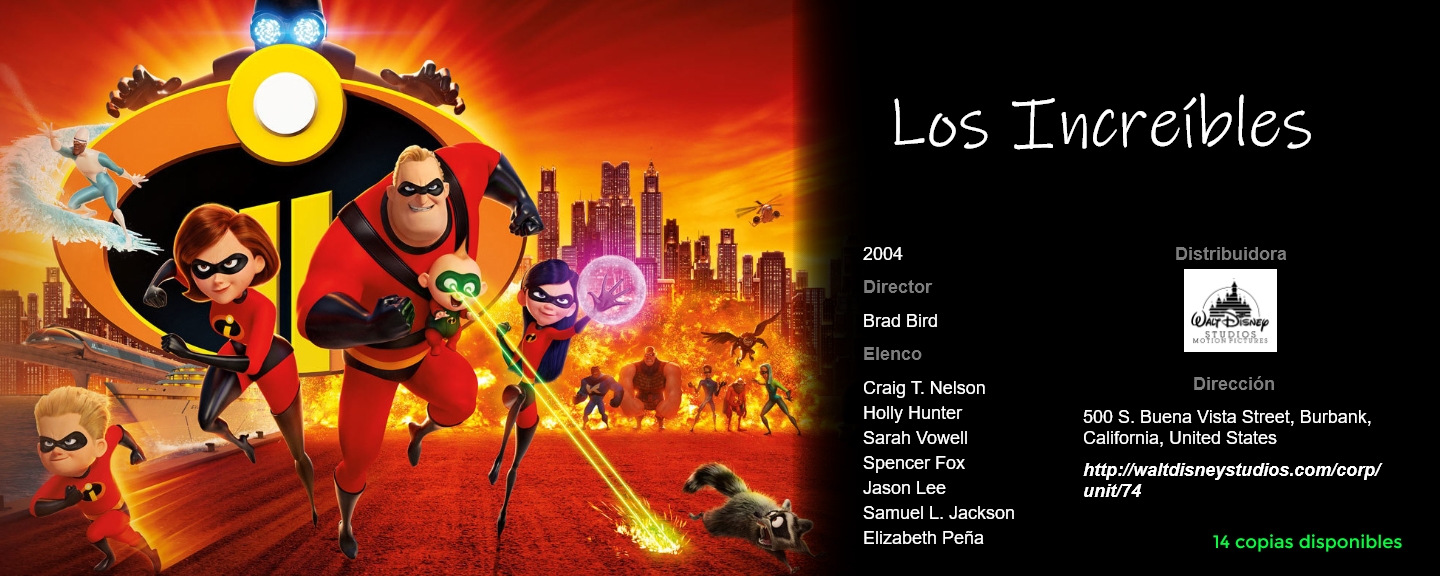 Los Increíbles
2004
Director
Brad Bird
Elenco
Craig T. Nelson
Holly Hunter
Sarah Vowell
Spencer Fox
Jason Lee
Samuel L. Jackson
Elizabeth Peña
Distribuidora
WALT DISNEY
STUDIOS
MOTION PICTURES
Dirección
500 S. Buena Vista Street, Burbank,
California, United States
http://waltdisneystudios.com/corp/
unit/74
14 copias disponibles